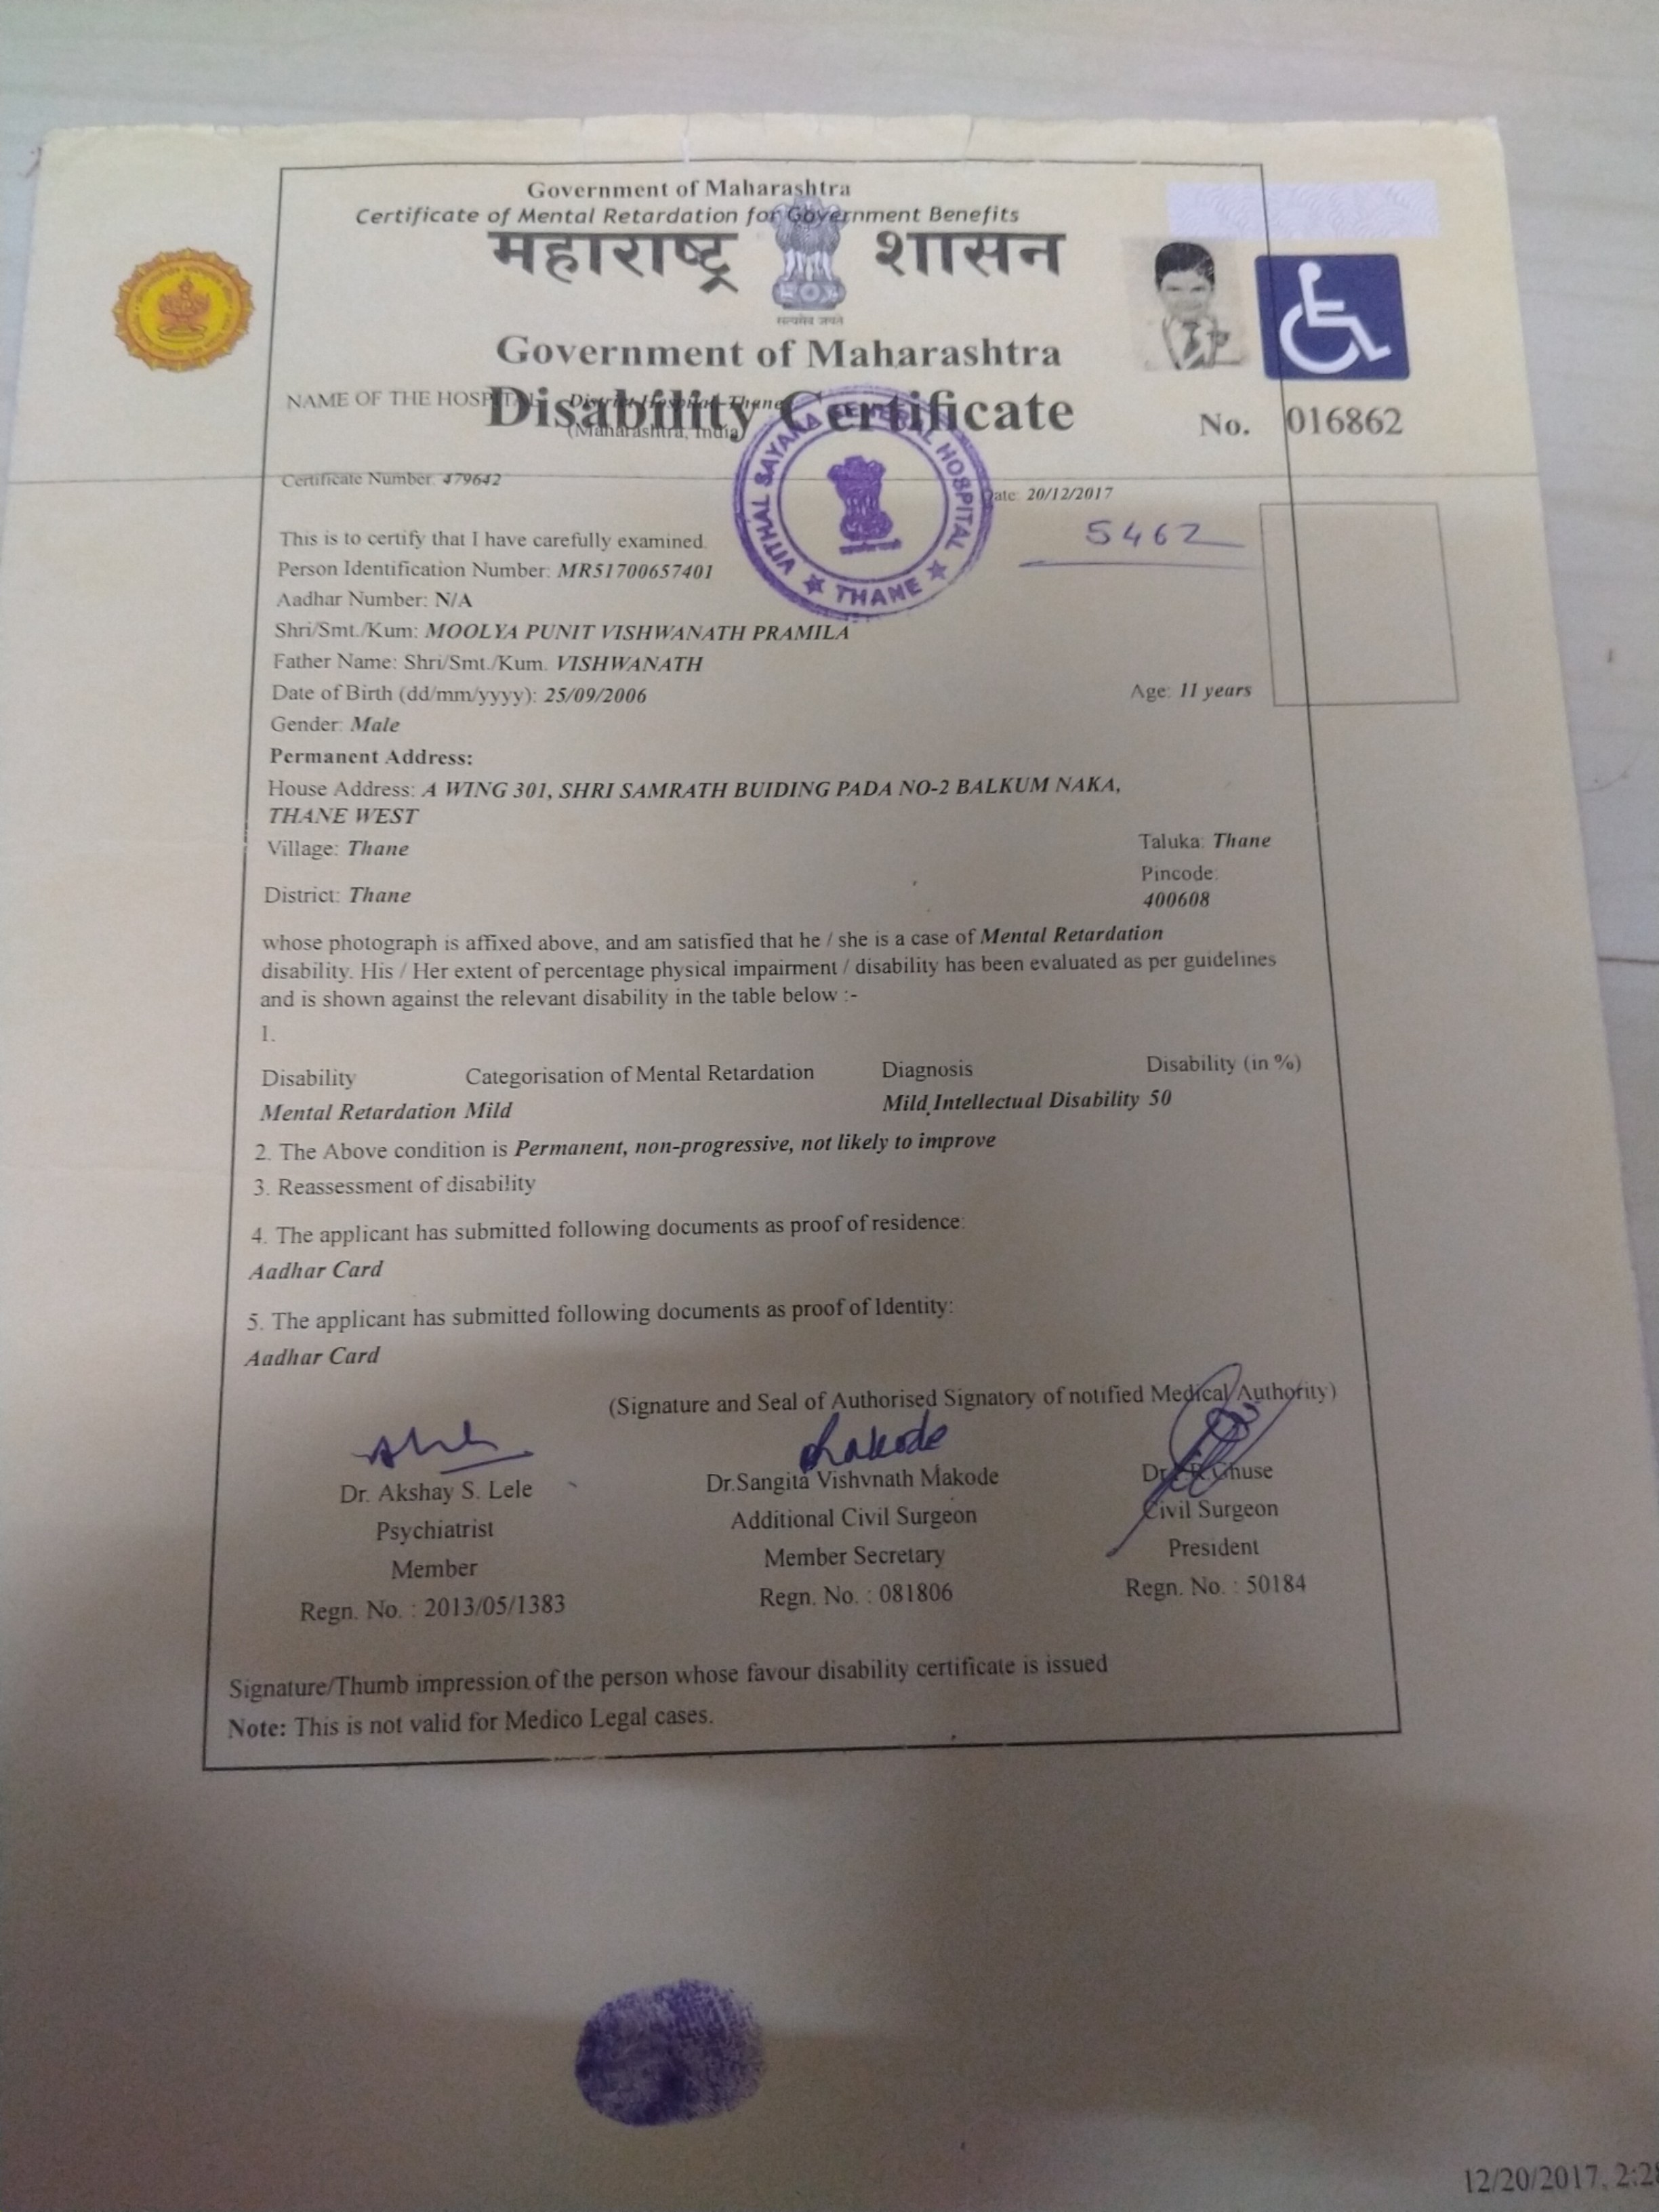 Government of Maharashtra
Certificate of Mental Retardation for Government Benefits
महाराष्ट्र शासन
सत्यमेव जयते
Government of Maharashtra
Disability Certificate
NAME OF THE HOSPITAL District Hospital Thane
(Maharashtra, India)
No. 016862
VITHAL SAYANA GENERAL HOSPITAL
★ THANE ★
Certificate Number: 479642
Date: 20/12/2017
5462
This is to certify that I have carefully examined.
Person Identification Number: MR51700657401
Aadhar Number: N/A
Shri/Smt./Kum: MOOLYA PUNIT VISHWANATH PRAMILA
Father Name: Shri/Smt./Kum. VISHWANATH
Date of Birth (dd/mm/yyyy): 25/09/2006 Age: 11 years
Gender: Male
Permanent Address:
House Address: A WING 301, SHRI SAMRATH BUIDING PADA NO-2 BALKUM NAKA,
THANE WEST
Village: Thane Taluka: Thane
Pincode:
District: Thane 400608
whose photograph is affixed above, and am satisfied that he / she is a case of Mental Retardation
disability. His / Her extent of percentage physical impairment / disability has been evaluated as per guidelines
and is shown against the relevant disability in the table below :-
1.
Disability Categorisation of Mental Retardation Diagnosis Disability (in %)
Mental Retardation Mild Mild Intellectual Disability 50
2. The Above condition is Permanent, non-progressive, not likely to improve
3. Reassessment of disability
4. The applicant has submitted following documents as proof of residence:
Aadhar Card
5. The applicant has submitted following documents as proof of Identity:
Aadhar Card
(Signature and Seal of Authorised Signatory of notified Medical Authority)
Dr. Akshay S. Lele Dr.Sangita Vishvnath Makode Dr. Ghuse
Psychiatrist Additional Civil Surgeon Civil Surgeon
Member Member Secretary President
Regn. No. : 2013/05/1383 Regn. No. : 081806 Regn. No. : 50184
Signature/Thumb impression of the person whose favour disability certificate is issued
Note: This is not valid for Medico Legal cases.
12/20/2017, 2:2